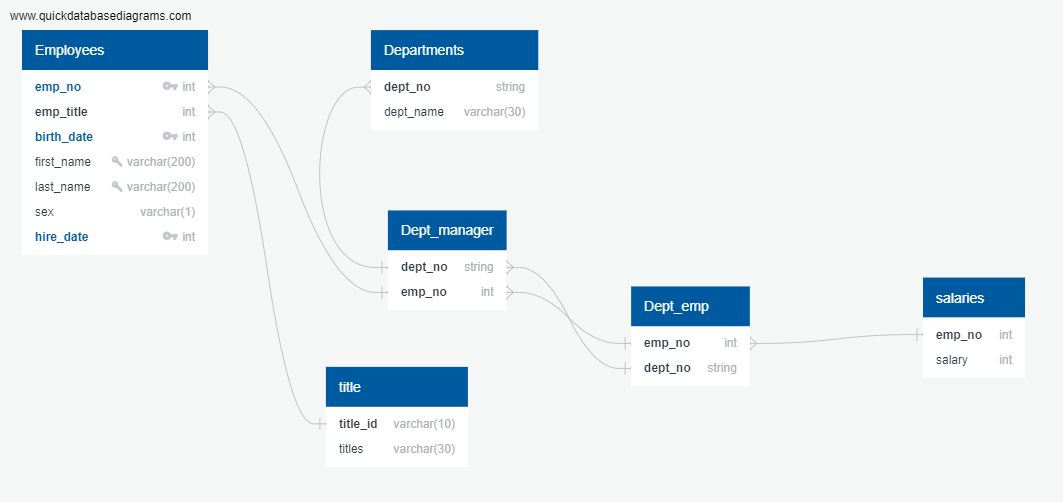 www.quickdatabasediagrams.com
Employees
emp_no int
emp_title int
birth_date int
first_name varchar(200)
last_name varchar(200)
sex varchar(1)
hire_date int
Departments
dept_no string
dept_name varchar(30)
Dept_manager
dept_no string
emp_no int
Dept_emp
emp_no int
dept_no string
salaries
emp_no int
salary int
title
title_id varchar(10)
titles varchar(30)